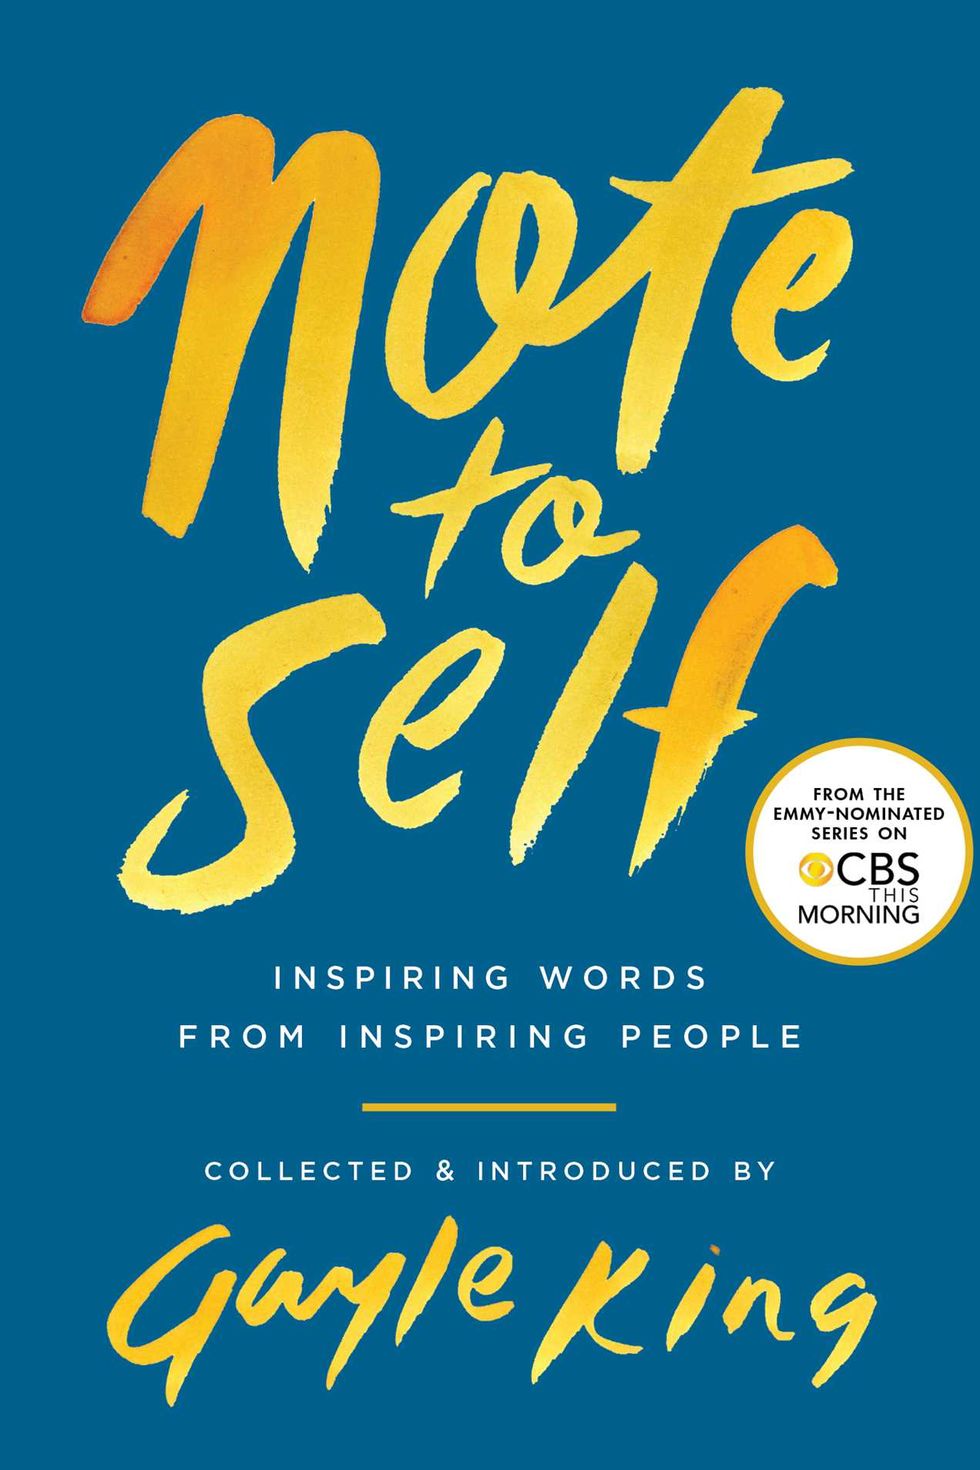 Note
to
Self
FROM THE
EMMY-NOMINATED
SERIES ON
CBS
THIS
MORNING
INSPIRING WORDS
FROM INSPIRING PEOPLE
COLLECTED & INTRODUCED BY
Gayle King